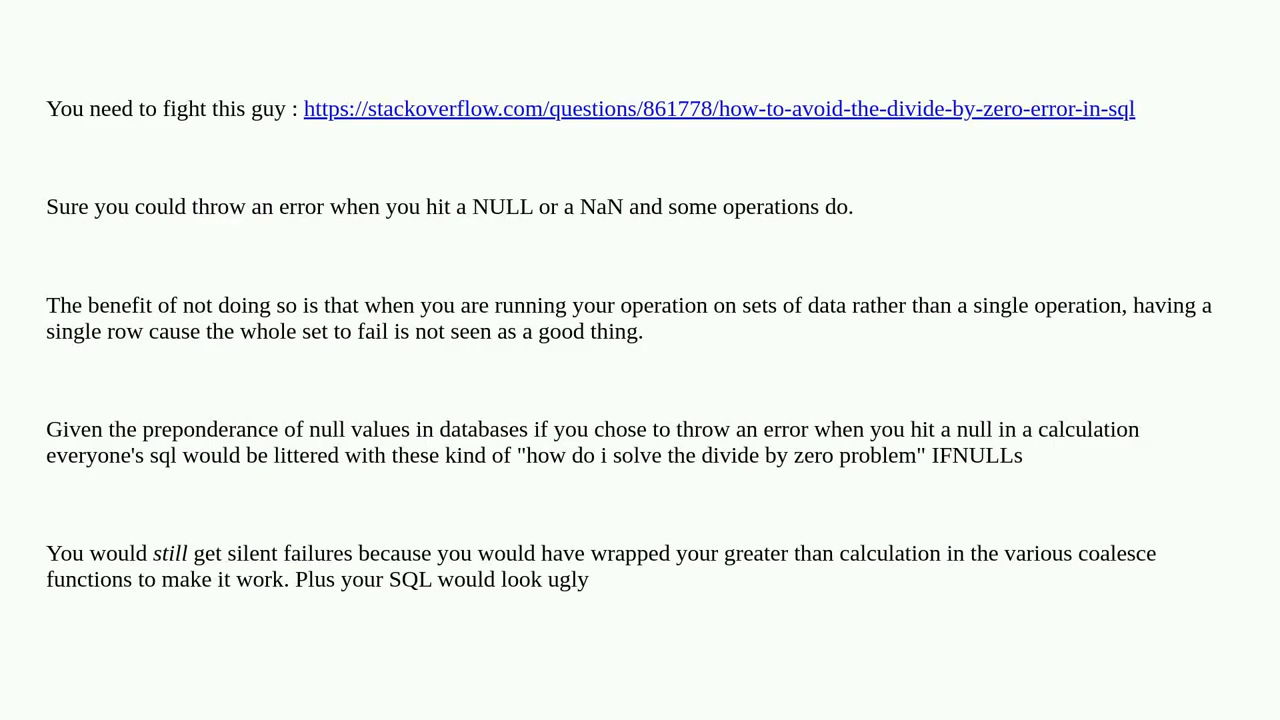 You need to fight this guy : https://stackoverflow.com/questions/861778/how-to-avoid-the-divide-by-zero-error-in-sql
Sure you could throw an error when you hit a NULL or a NaN and some operations do.
The benefit of not doing so is that when you are running your operation on sets of data rather than a single operation, having a
single row cause the whole set to fail is not seen as a good thing.
Given the preponderance of null values in databases if you chose to throw an error when you hit a null in a calculation
everyone's sql would be littered with these kind of "how do i solve the divide by zero problem" IFNULLs
You would still get silent failures because you would have wrapped your greater than calculation in the various coalesce
functions to make it work. Plus your SQL would look ugly